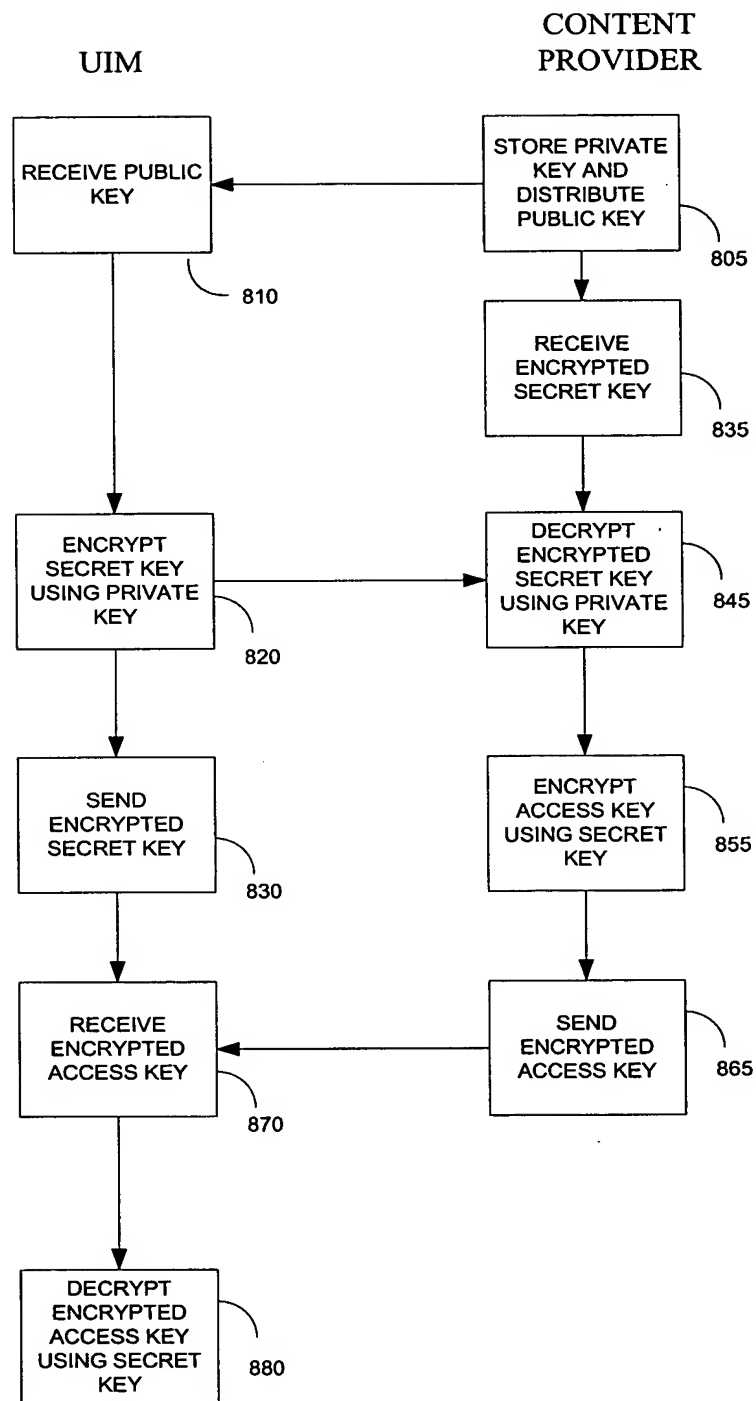 UIM
CONTENT
PROVIDER
RECEIVE PUBLIC
KEY
810
STORE PRIVATE
KEY AND
DISTRIBUTE
PUBLIC KEY
805
RECEIVE
ENCRYPTED
SECRET KEY
835
ENCRYPT
SECRET KEY
USING PRIVATE
KEY
820
DECRYPT
ENCRYPTED
SECRET KEY
USING PRIVATE
KEY
845
SEND
ENCRYPTED
SECRET KEY
830
ENCRYPT
ACCESS KEY
USING SECRET
KEY
855
RECEIVE
ENCRYPTED
ACCESS KEY
870
SEND
ENCRYPTED
ACCESS KEY
865
DECRYPT
ENCRYPTED
ACCESS KEY
USING SECRET
KEY
880